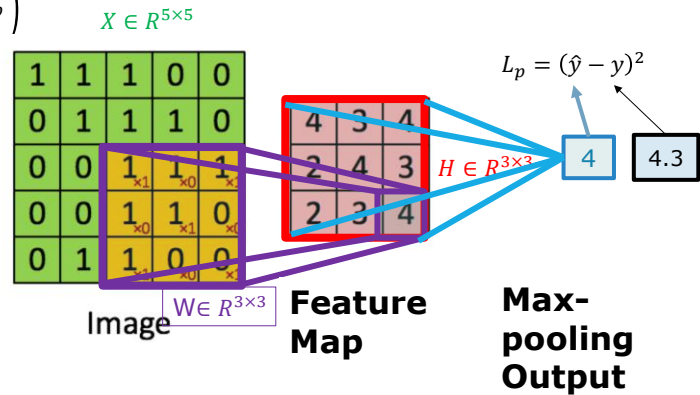 X ∈ R^{5×5}
1 1 1 0 0
0 1 1 1 0
0 0 1×1 1×0 1×1
0 0 1×0 1×1 0×0
0 1 1×1 0×0 0×1
Image
W∈ R^{3×3}
4 3 4
2 4 3
2 3 4
H ∈ R^{3×3}
Feature
Map
L_p = (ŷ − y)^2
4
4.3
Max-
pooling
Output